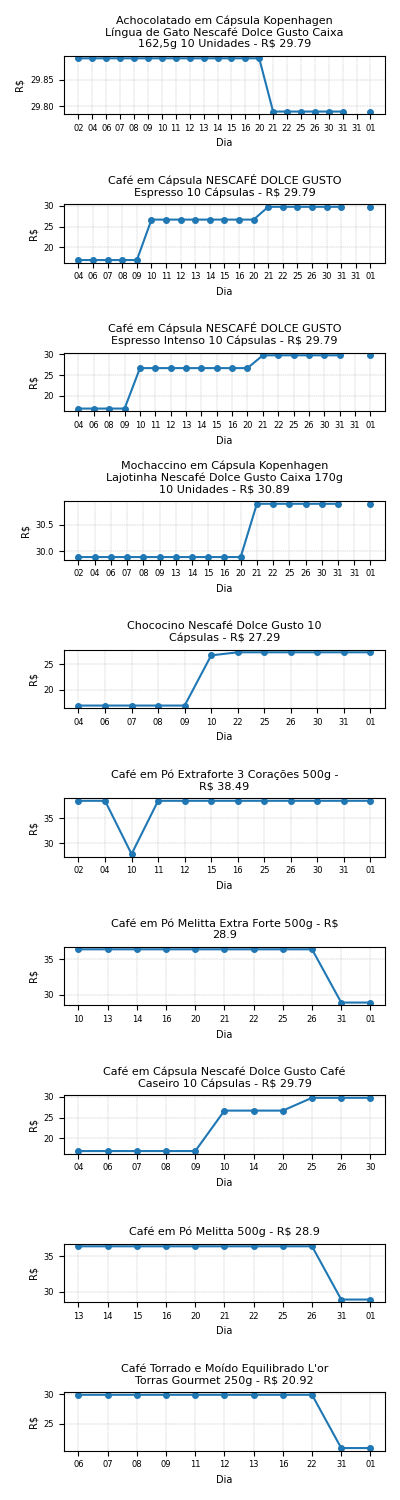 Achocolatado em Cápsula Kopenhagen
Língua de Gato Nescafé Dolce Gusto Caixa
162,5g 10 Unidades - R$ 29.79
29.85
29.80
R$
02 04 06 07 08 09 10 11 12 13 14 15 16 20 21 22 25 26 30 31 31 01
Dia
Café em Cápsula NESCAFÉ DOLCE GUSTO
Espresso 10 Cápsulas - R$ 29.79
30
25
20
R$
04 06 07 08 09 10 11 12 13 14 15 16 20 21 22 25 26 30 31 31 01
Dia
Café em Cápsula NESCAFÉ DOLCE GUSTO
Espresso Intenso 10 Cápsulas - R$ 29.79
30
25
20
R$
04 06 08 09 10 11 12 13 14 15 16 20 21 22 25 26 30 31 31 01
Dia
Mochaccino em Cápsula Kopenhagen
Lajotinha Nescafé Dolce Gusto Caixa 170g
10 Unidades - R$ 30.89
30.5
30.0
R$
02 04 06 07 08 09 13 14 15 16 20 21 22 25 26 30 31 31 01
Dia
Chococino Nescafé Dolce Gusto 10
Cápsulas - R$ 27.29
25
20
R$
04 06 07 08 09 10 22 25 26 30 31 01
Dia
Café em Pó Extraforte 3 Corações 500g -
R$ 38.49
35
30
R$
02 04 10 11 12 15 16 25 26 30 31 01
Dia
Café em Pó Melitta Extra Forte 500g - R$
28.9
35
30
R$
10 13 14 16 20 21 22 25 26 31 01
Dia
Café em Cápsula Nescafé Dolce Gusto Café
Caseiro 10 Cápsulas - R$ 29.79
30
25
20
R$
04 06 07 08 09 10 14 20 25 26 30
Dia
Café em Pó Melitta 500g - R$ 28.9
35
30
R$
13 14 15 16 20 21 22 25 26 31 01
Dia
Café Torrado e Moído Equilibrado L'or
Torras Gourmet 250g - R$ 20.92
30
25
R$
06 07 08 09 11 12 13 16 22 31 01
Dia